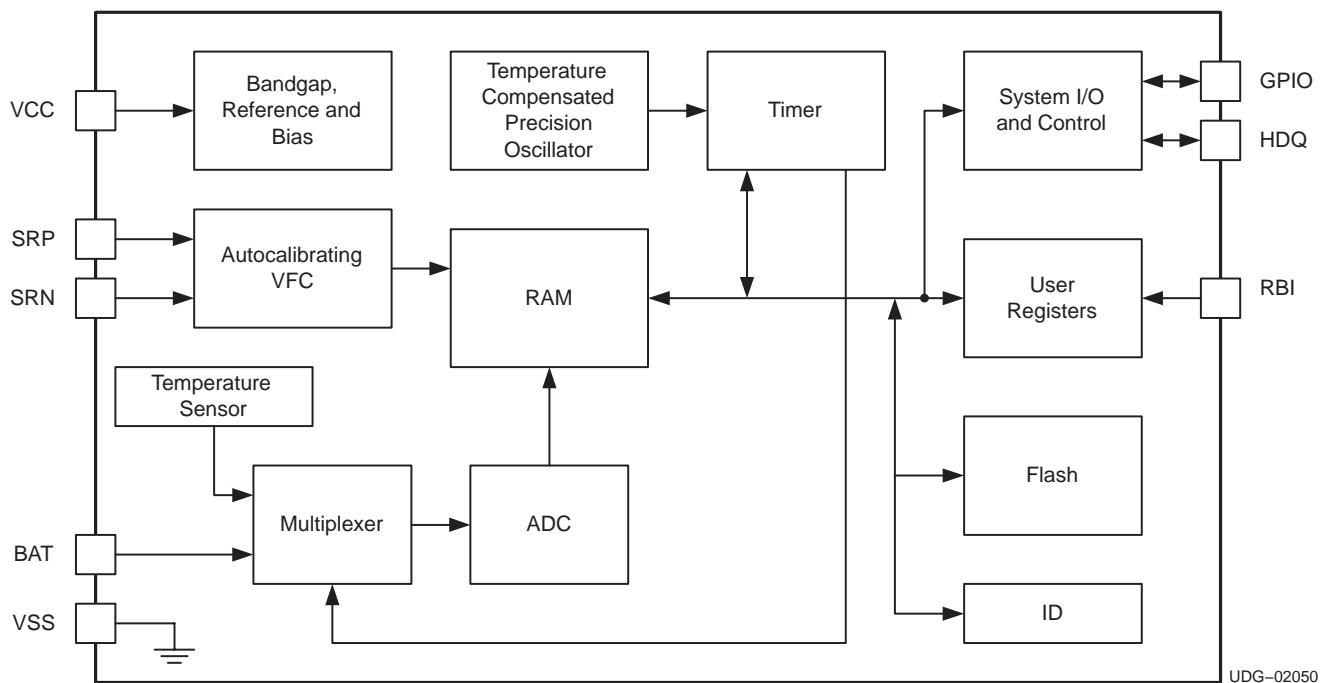 VCC
Bandgap,
Reference and
Bias
Temperature
Compensated
Precision
Oscillator
Timer
System I/O
and Control
GPIO
HDQ
SRP
SRN
Autocalibrating
VFC
RAM
User
Registers
RBI
Temperature
Sensor
Multiplexer
ADC
Flash
BAT
VSS
ID
UDG–02050